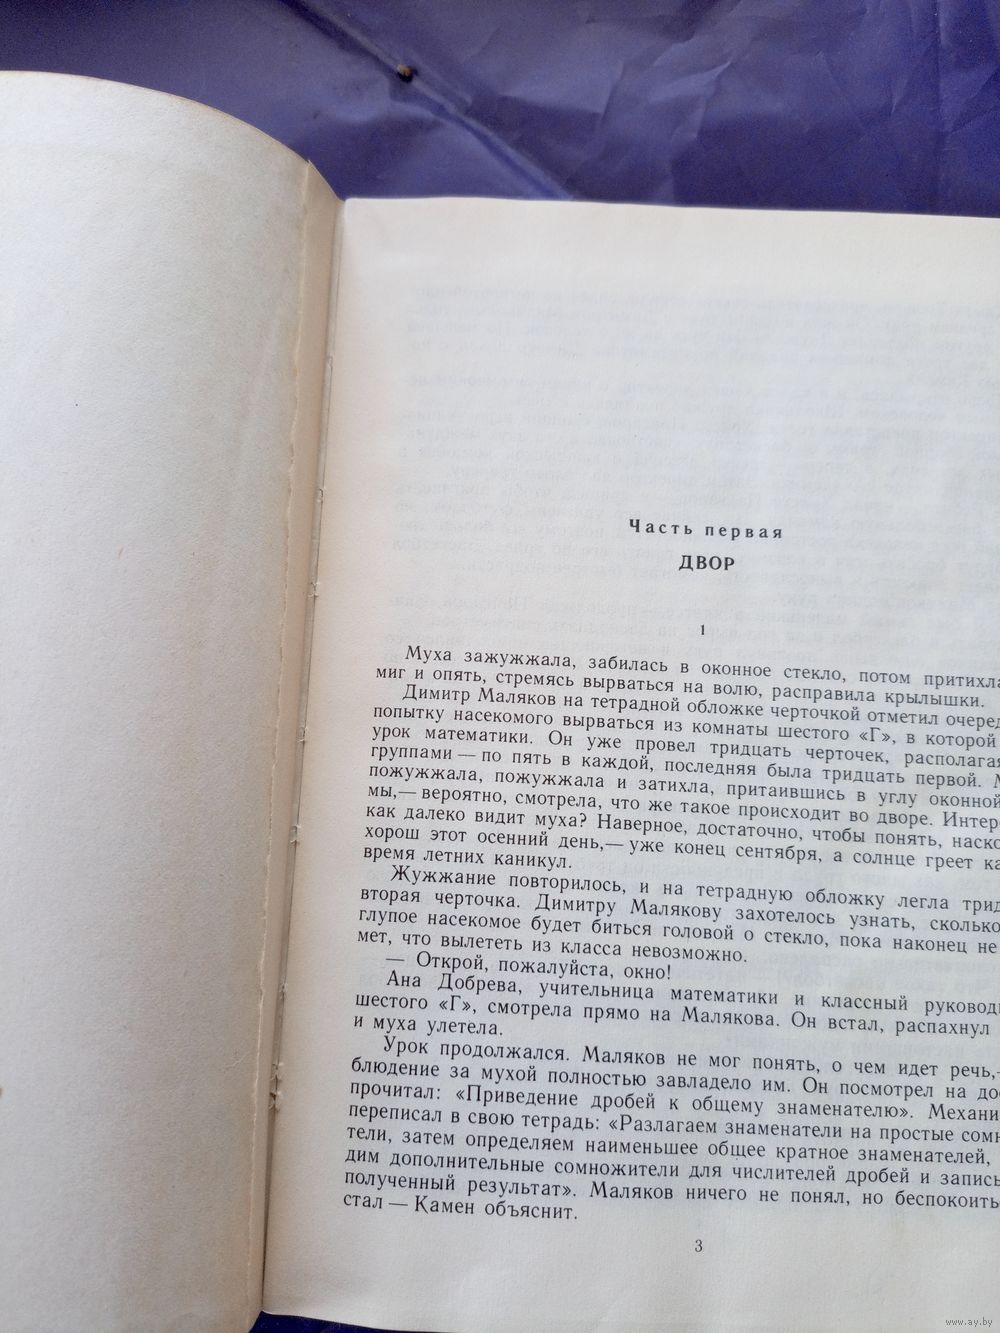 Часть первая
ДВОР
1
Муха зажужжала, забилась в оконное стекло, потом притихла
миг и опять, стремясь вырваться на волю, расправила крылышки.
Димитр Маляков на тетрадной обложке черточкой отметил очеред
попытку насекомого вырваться из комнаты шестого «Г», в которой
урок математики. Он уже провел тридцать черточек, располагая
группами — по пять в каждой, последняя была тридцать первой. М
пожужжала, пожужжала и затихла, притаившись в углу оконной
мы,— вероятно, смотрела, что же такое происходит во дворе. Интер
как далеко видит муха? Наверное, достаточно, чтобы понять, наско
хорош этот осенний день,— уже конец сентября, а солнце греет ка
время летних каникул.
Жужжание повторилось, и на тетрадную обложку легла трид
вторая черточка. Димитру Малякову захотелось узнать, сколько
глупое насекомое будет биться головой о стекло, пока наконец не
мет, что вылететь из класса невозможно.
— Открой, пожалуйста, окно!
Ана Добрева, учительница математики и классный руковод
шестого «Г», смотрела прямо на Малякова. Он встал, распахнул
и муха улетела.
Урок продолжался. Маляков не мог понять, о чем идет речь,—
блюдение за мухой полностью завладело им. Он посмотрел на дос
прочитал: «Приведение дробей к общему знаменателю». Механи
переписал в свою тетрадь: «Разлагаем знаменатели на простые сомн
тели, затем определяем наименьшее общее кратное знаменателей,
дим дополнительные сомножители для числителей дробей и запис
полученный результат». Маляков ничего не понял, но беспокоить
стал — Камен объяснит.
3
www.ay.by